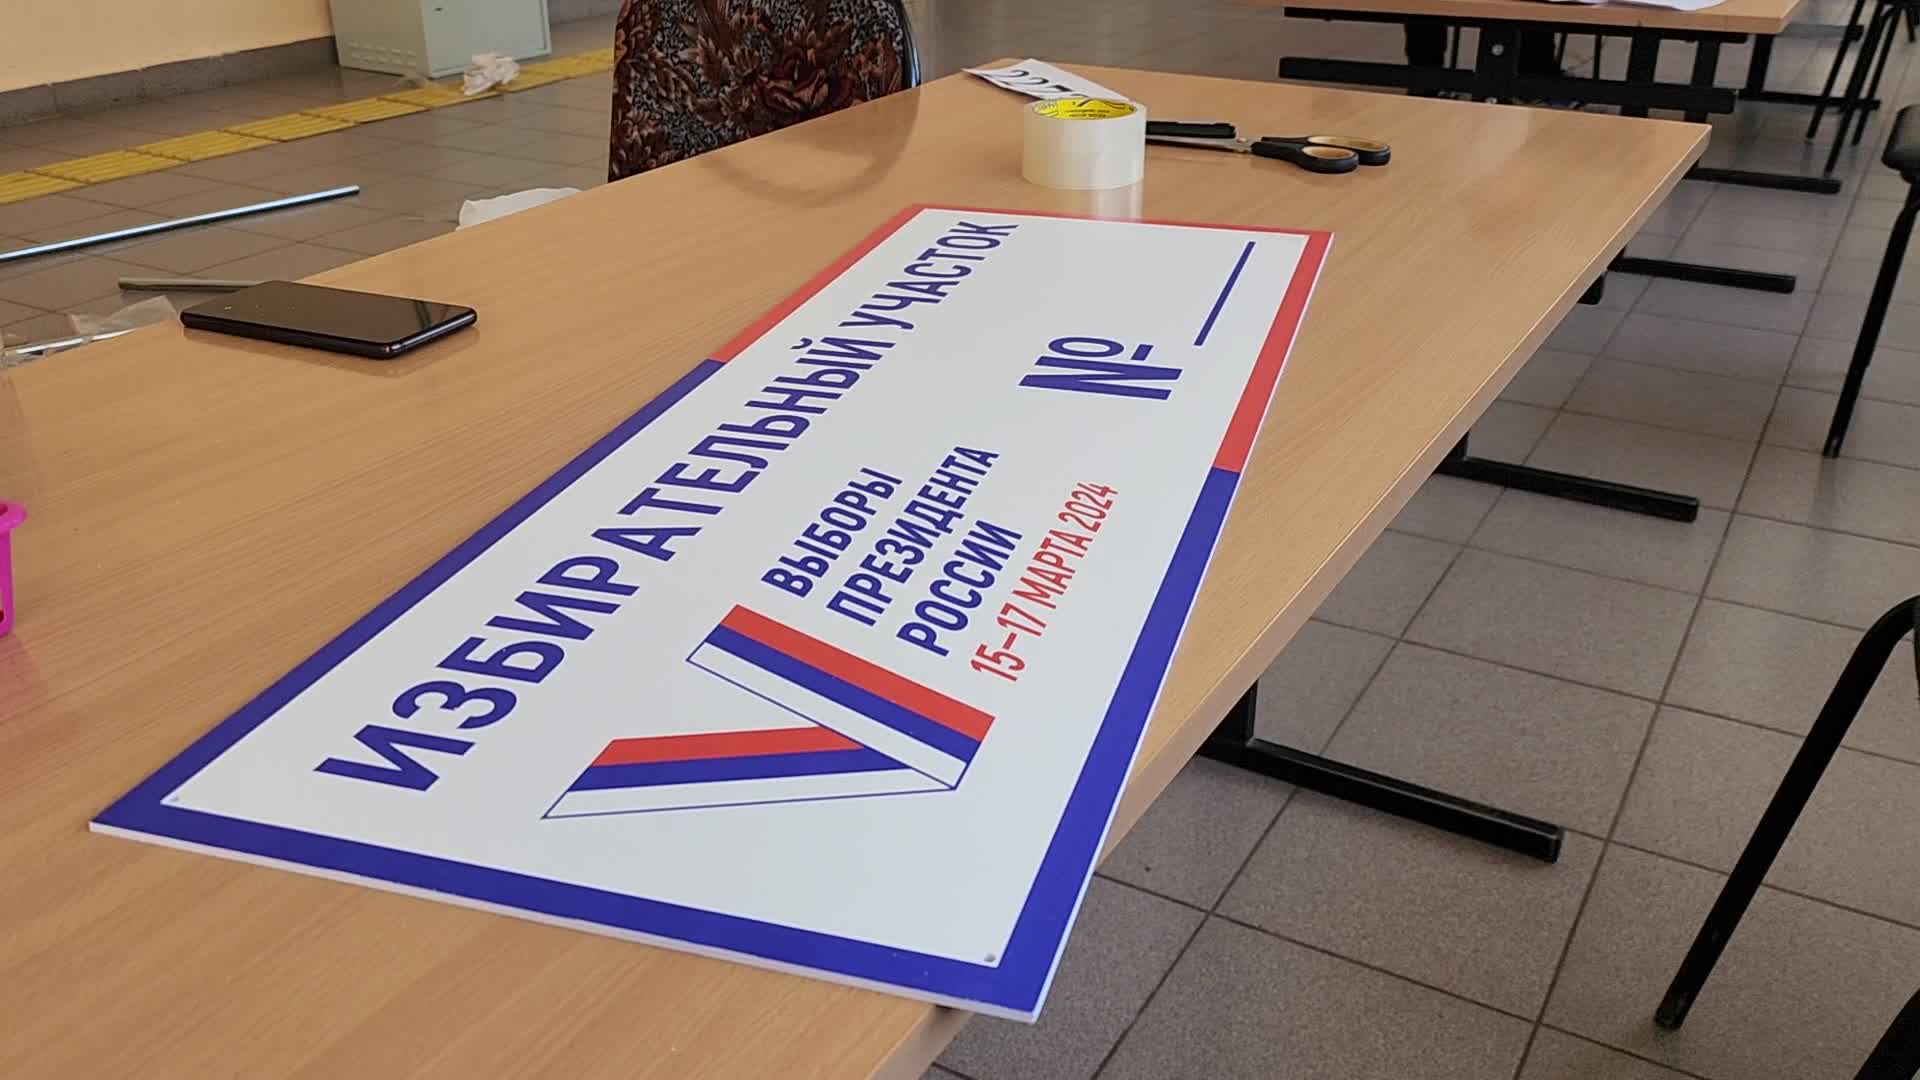 ИЗБИРАТЕЛЬНЫЙ УЧАСТОК
ВЫБОРЫ
ПРЕЗИДЕНТА
РОССИИ
15–17 МАРТА 2024
№